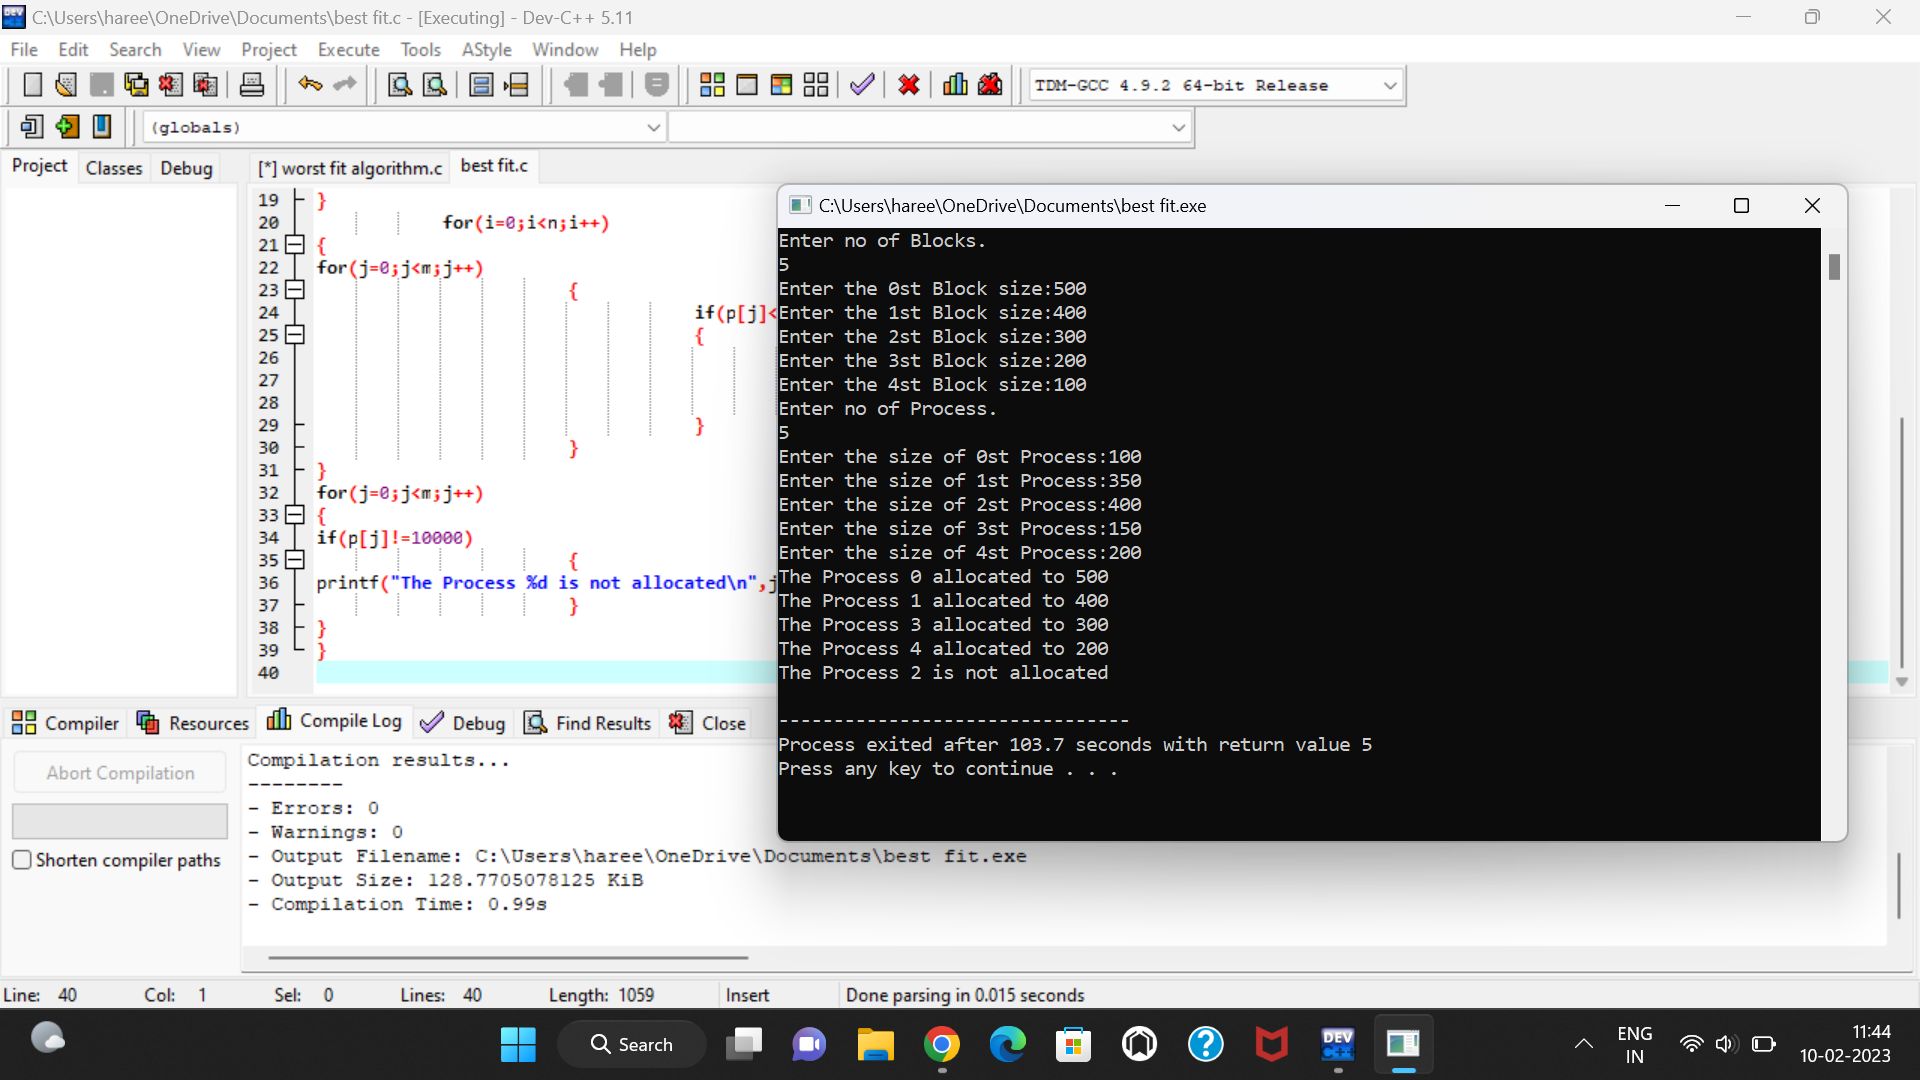 C:\Users\haree\OneDrive\Documents\best fit.c - [Executing] - Dev-C++ 5.11
File Edit Search View Project Execute Tools AStyle Window Help
TDM-GCC 4.9.2 64-bit Release
(globals)
Project Classes Debug
[*] worst fit algorithm.c best fit.c
19 }
20 for(i=0;i<n;i++)
21 {
22 for(j=0;j<m;j++)
23 {
24 if(p[j]<
25 {
26
27
28
29 }
30 }
31 }
32 for(j=0;j<m;j++)
33 {
34 if(p[j]!=10000)
35 {
36 printf("The Process %d is not allocated\n",j
37 }
38 }
39 }
40
C:\Users\haree\OneDrive\Documents\best fit.exe
Enter no of Blocks.
5
Enter the 0st Block size:500
Enter the 1st Block size:400
Enter the 2st Block size:300
Enter the 3st Block size:200
Enter the 4st Block size:100
Enter no of Process.
5
Enter the size of 0st Process:100
Enter the size of 1st Process:350
Enter the size of 2st Process:400
Enter the size of 3st Process:150
Enter the size of 4st Process:200
The Process 0 allocated to 500
The Process 1 allocated to 400
The Process 3 allocated to 300
The Process 4 allocated to 200
The Process 2 is not allocated
--------------------------------
Process exited after 103.7 seconds with return value 5
Press any key to continue . . .
Compiler Resources Compile Log Debug Find Results Close
Abort Compilation
Shorten compiler paths
Compilation results...
--------
- Errors: 0
- Warnings: 0
- Output Filename: C:\Users\haree\OneDrive\Documents\best fit.exe
- Output Size: 128.7705078125 KiB
- Compilation Time: 0.99s
Line: 40 Col: 1 Sel: 0 Lines: 40 Length: 1059 Insert Done parsing in 0.015 seconds
Search
DEV C++
ENG
IN
11:44
10-02-2023